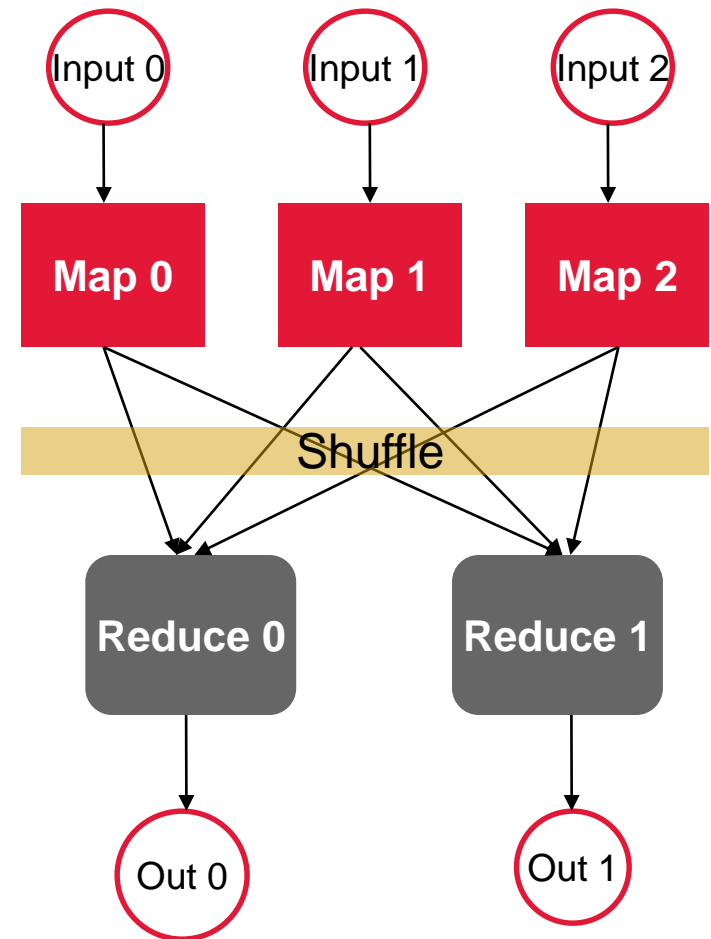 Input 0
Input 1
Input 2
Map 0
Map 1
Map 2
Shuffle
Reduce 0
Reduce 1
Out 0
Out 1